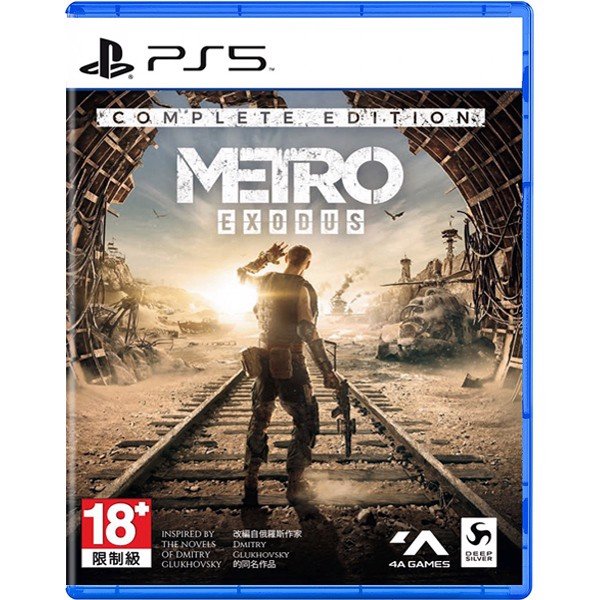 PS5
COMPLETE EDITION
METRO
EXODUS
18+
限制級
INSPIRED BY
THE NOVELS
OF DMITRY
GLUKHOVSKY
改編自俄羅斯作家
DMITRY
GLUKHOVSKY
的同名作品
4A GAMES
DEEP
SILVER